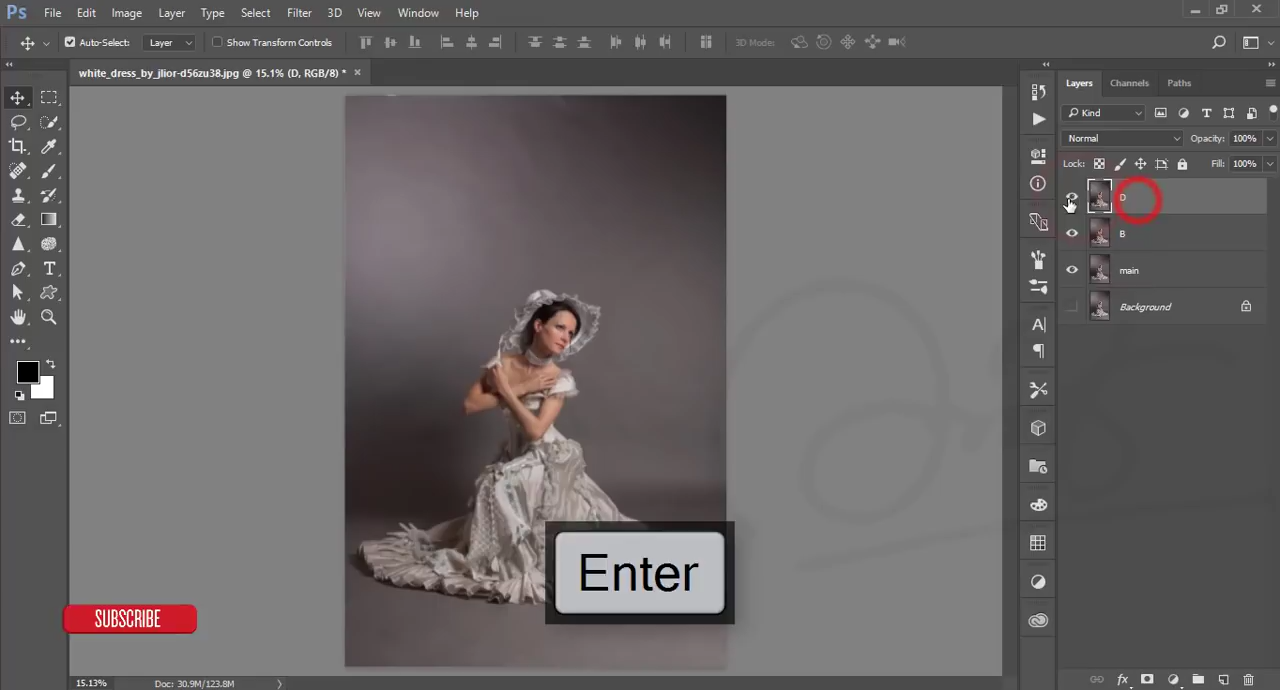 Ps File Edit Image Layer Type Select Filter 3D View Window Help
Auto-Select: Layer Show Transform Controls 3D Mode:
white_dress_by_jlior-d56zu38.jpg @ 15.1% (D, RGB/8) *
Layers Channels Paths
Kind
Normal Opacity: 100%
Lock: Fill: 100%
D
B
main
Background
Enter
SUBSCRIBE
15.13% Doc: 30.9M/123.8M